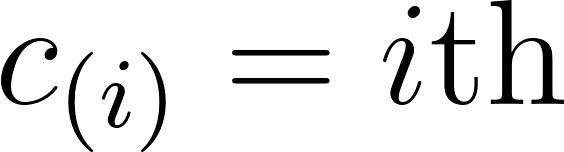 c_{(i)} = ith